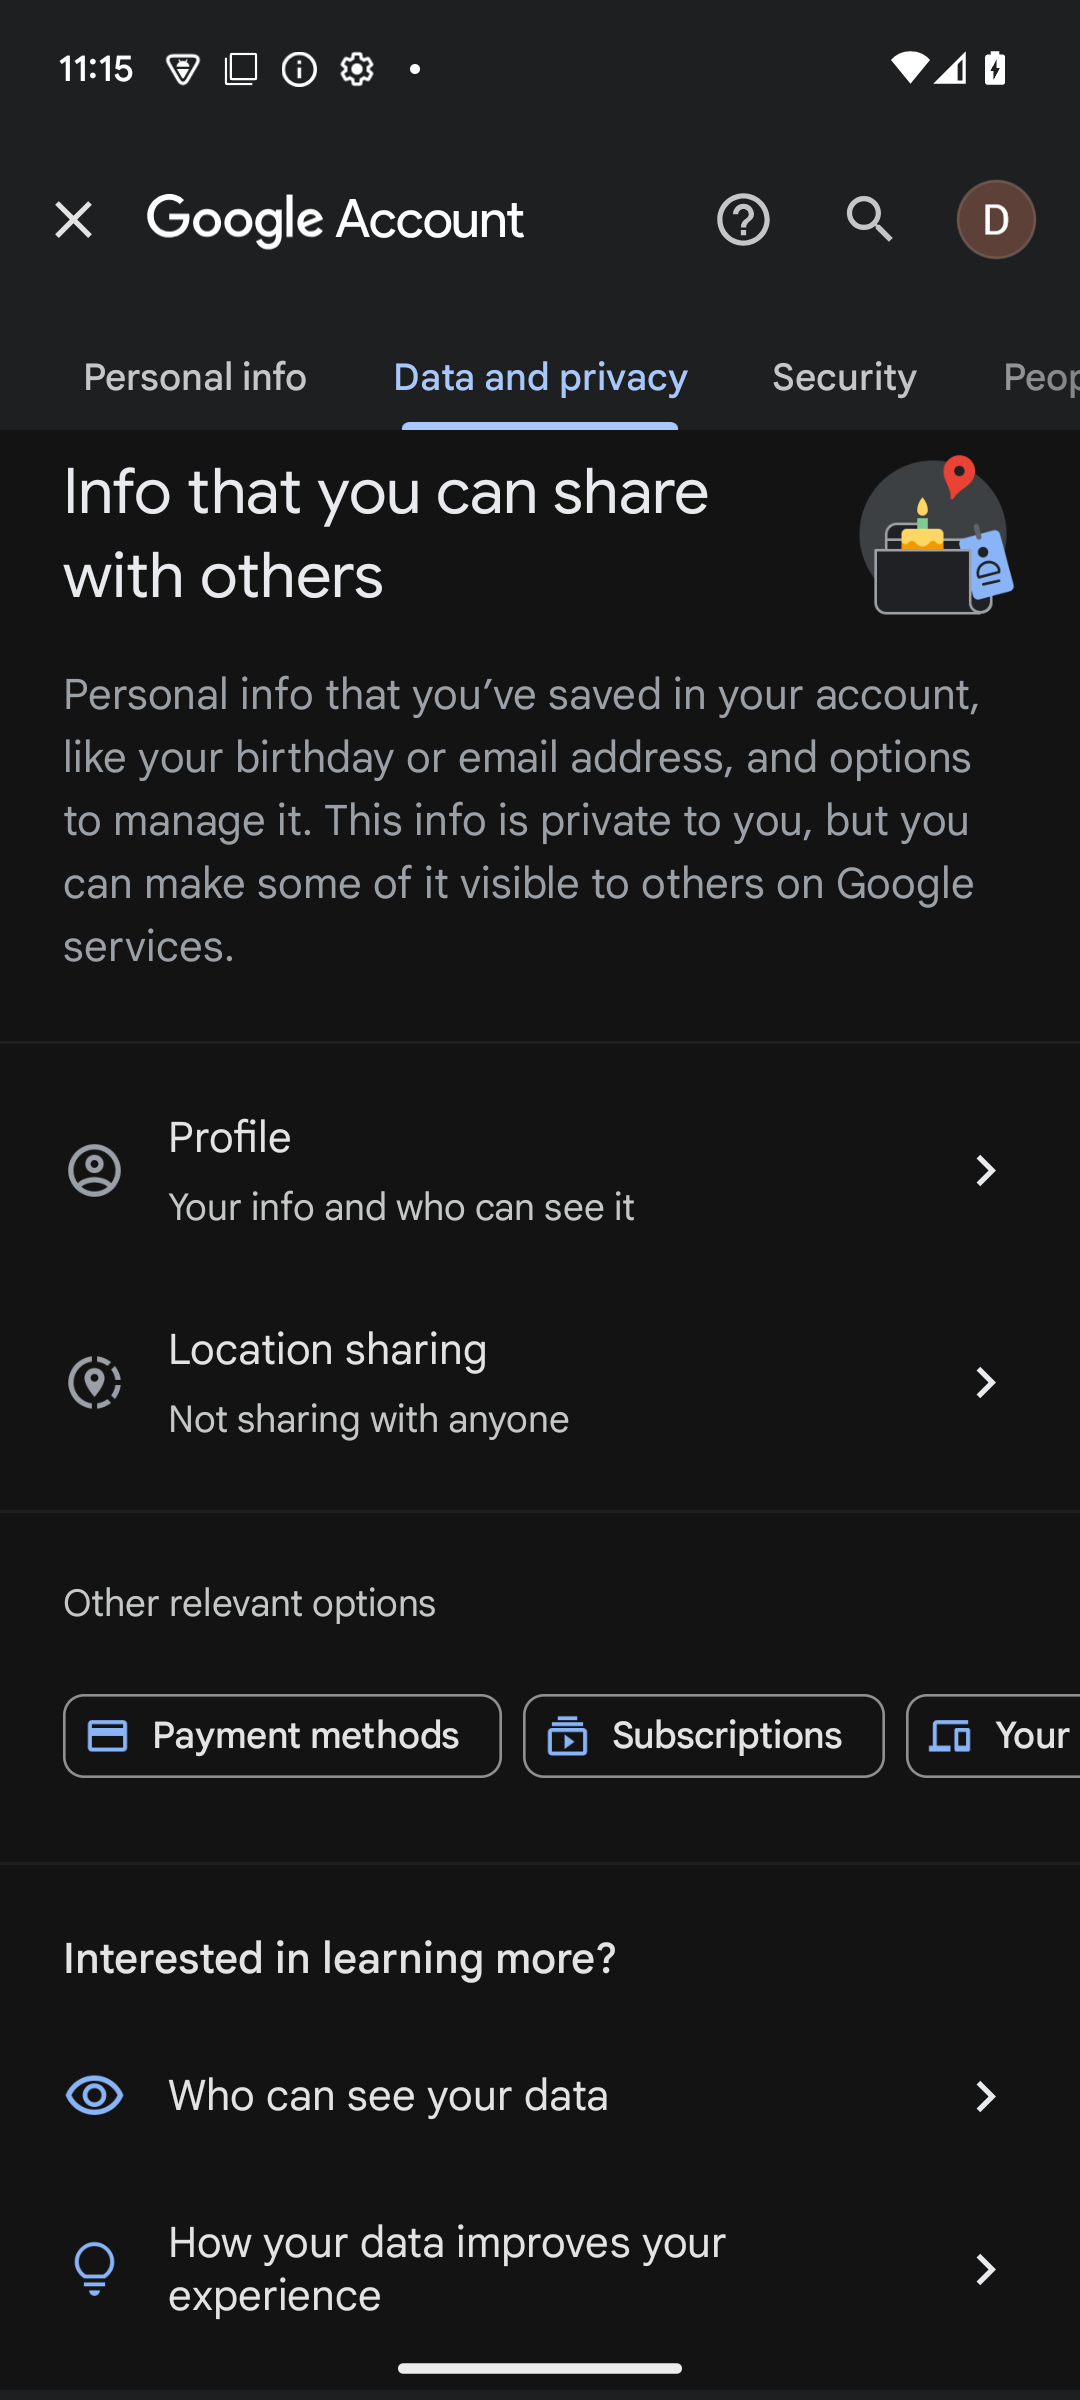 11:15
Google Account
D
Personal info
Data and privacy
Security
Peop
Info that you can share
with others
Personal info that you’ve saved in your account,
like your birthday or email address, and options
to manage it. This info is private to you, but you
can make some of it visible to others on Google
services.
Profile
Your info and who can see it
Location sharing
Not sharing with anyone
Other relevant options
Payment methods
Subscriptions
Your
Interested in learning more?
Who can see your data
How your data improves your
experience